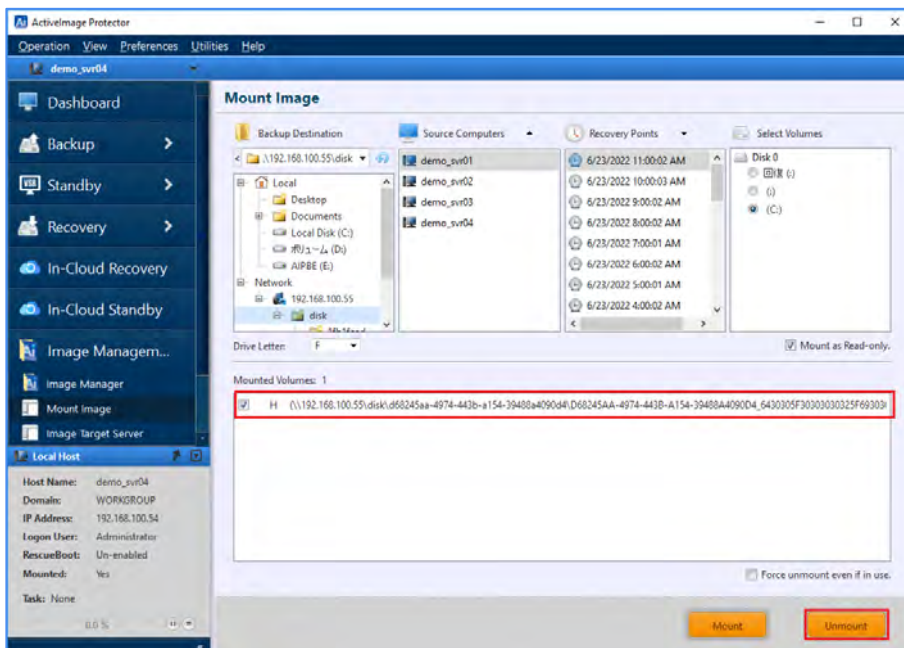 ActiveImage Protector
Operation View Preferences Utilities Help
demo_svr04
Dashboard
Backup
Standby
Recovery
In-Cloud Recovery
In-Cloud Standby
Image Managem...
Image Manager
Mount Image
Image Target Server
Local Host
Host Name: demo_svr04
Domain: WORKGROUP
IP Address: 192.168.100.54
Logon User: Administrator
RescueBoot: Un-enabled
Mounted: Yes
Task: None
0.0 %
Mount Image
Backup Destination
.\192.168.100.55\disk
Local
Desktop
Documents
Local Disk (C:)
ボリューム (D:)
AIPBE (E:)
Network
192.168.100.55
disk
Source Computers
demo_svr01
demo_svr02
demo_svr03
demo_svr04
Recovery Points
6/23/2022 11:00:02 AM
6/23/2022 10:00:03 AM
6/23/2022 9:00:02 AM
6/23/2022 8:00:02 AM
6/23/2022 7:00:01 AM
6/23/2022 6:00:02 AM
6/23/2022 5:00:01 AM
6/23/2022 4:00:02 AM
Select Volumes
Disk 0
回復 (:)
(:)
(C:)
Drive Letter: F
Mount as Read-only.
Mounted Volumes: 1
H (\\192.168.100.55\disk\d68245aa-4974-443b-a154-39488a4090d4\D68245AA-4974-443B-A154-39488A4090D4_6430305F30303030325F69303
Force unmount even if in use.
Mount
Unmount